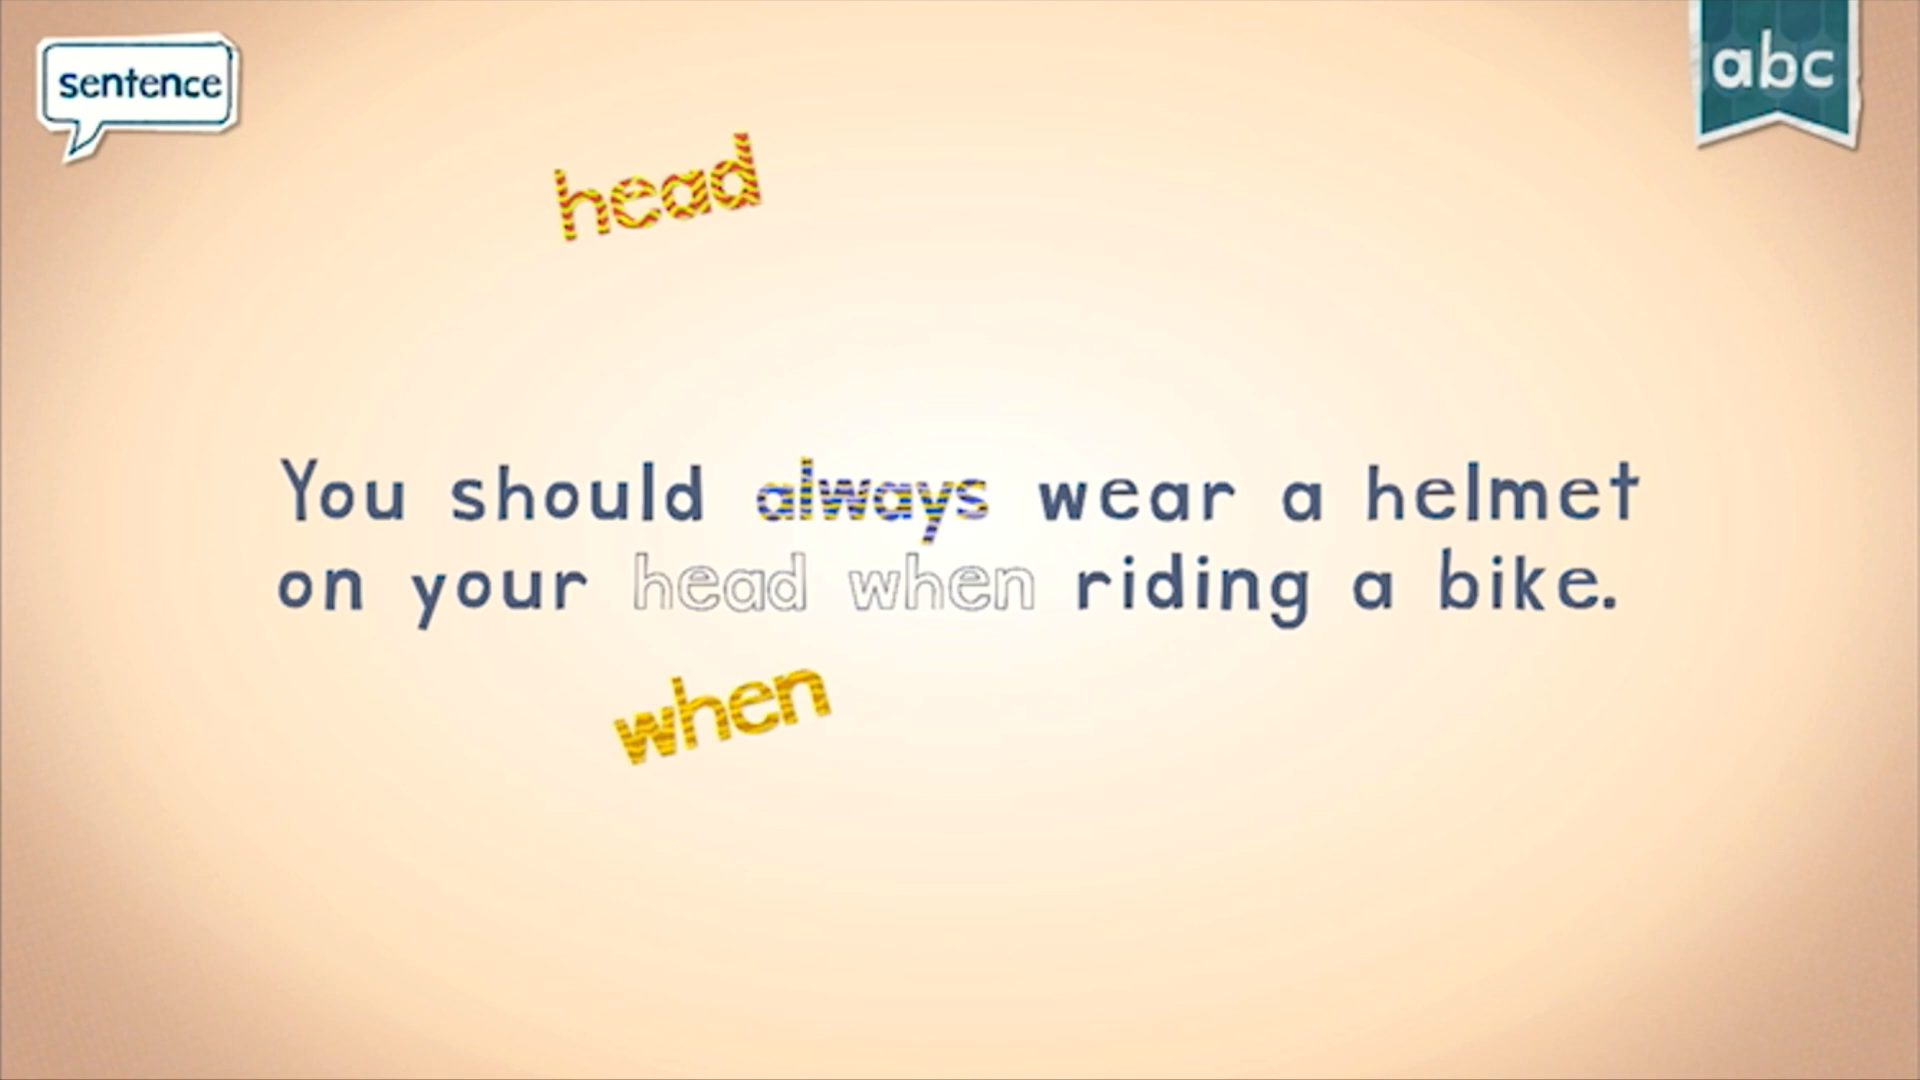 sentence
abc
head
You should always wear a helmet
on your head when riding a bike.
when